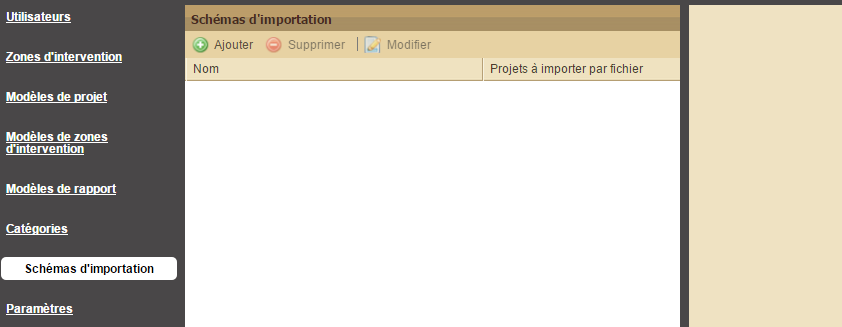 Utilisateurs
Zones d'intervention
Modèles de projet
Modèles de zones
d'intervention
Modèles de rapport
Catégories
Schémas d'importation
Paramètres
Schémas d'importation
Ajouter Supprimer Modifier
Nom Projets à importer par fichier